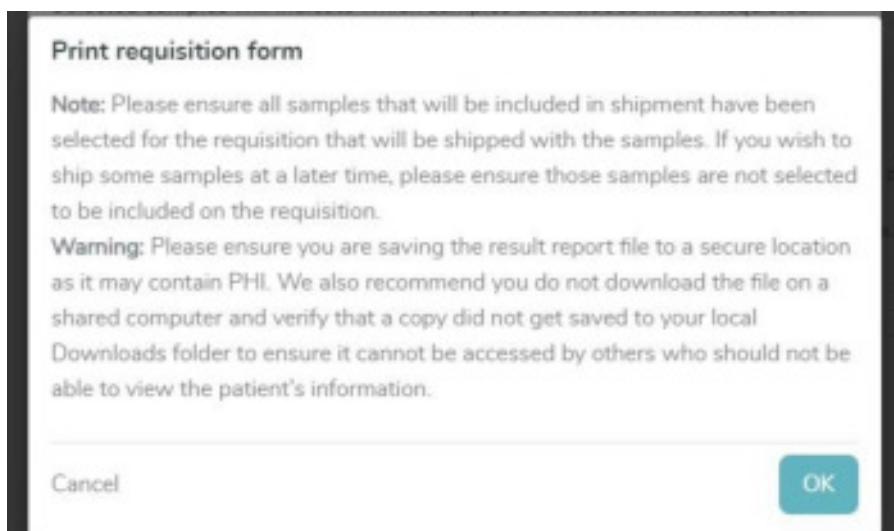 Print requisition form
Note: Please ensure all samples that will be included in shipment have been
selected for the requisition that will be shipped with the samples. If you wish to
ship some samples at a later time, please ensure those samples are not selected
to be included on the requisition.
Warning: Please ensure you are saving the result report file to a secure location
as it may contain PHI. We also recommend you do not download the file on a
shared computer and verify that a copy did not get saved to your local
Downloads folder to ensure it cannot be accessed by others who should not be
able to view the patient's information.
Cancel
OK